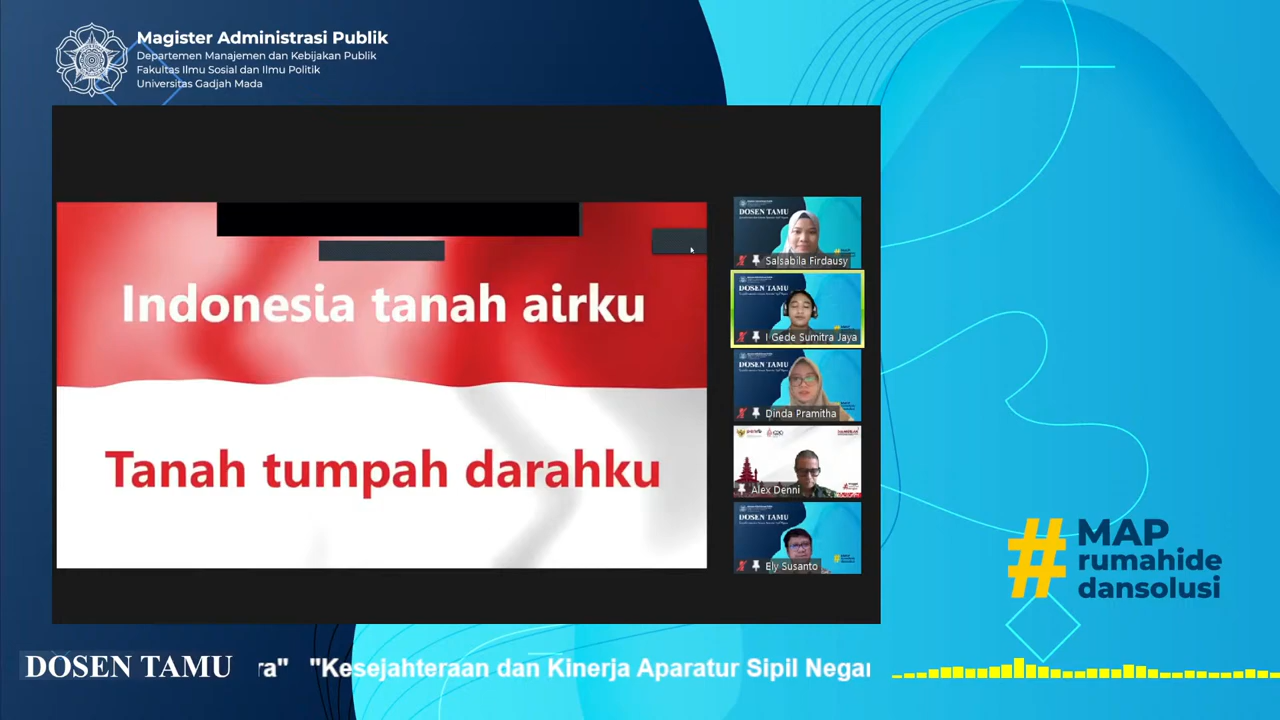 Magister Administrasi Publik
Departemen Manajemen dan Kebijakan Publik
Fakultas Ilmu Sosial dan Ilmu Politik
Universitas Gadjah Mada
Indonesia tanah airku
Tanah tumpah darahku
DOSEN TAMU
Salsabila Firdausy
DOSEN TAMU
I Gede Sumitra Jaya
DOSEN TAMU
Dinda Pramitha
Alex Denni
DOSEN TAMU
Ely Susanto
# MAP
rumahide
dansolusi
DOSEN TAMU
ra" "Kesejahteraan dan Kinerja Aparatur Sipil Negar